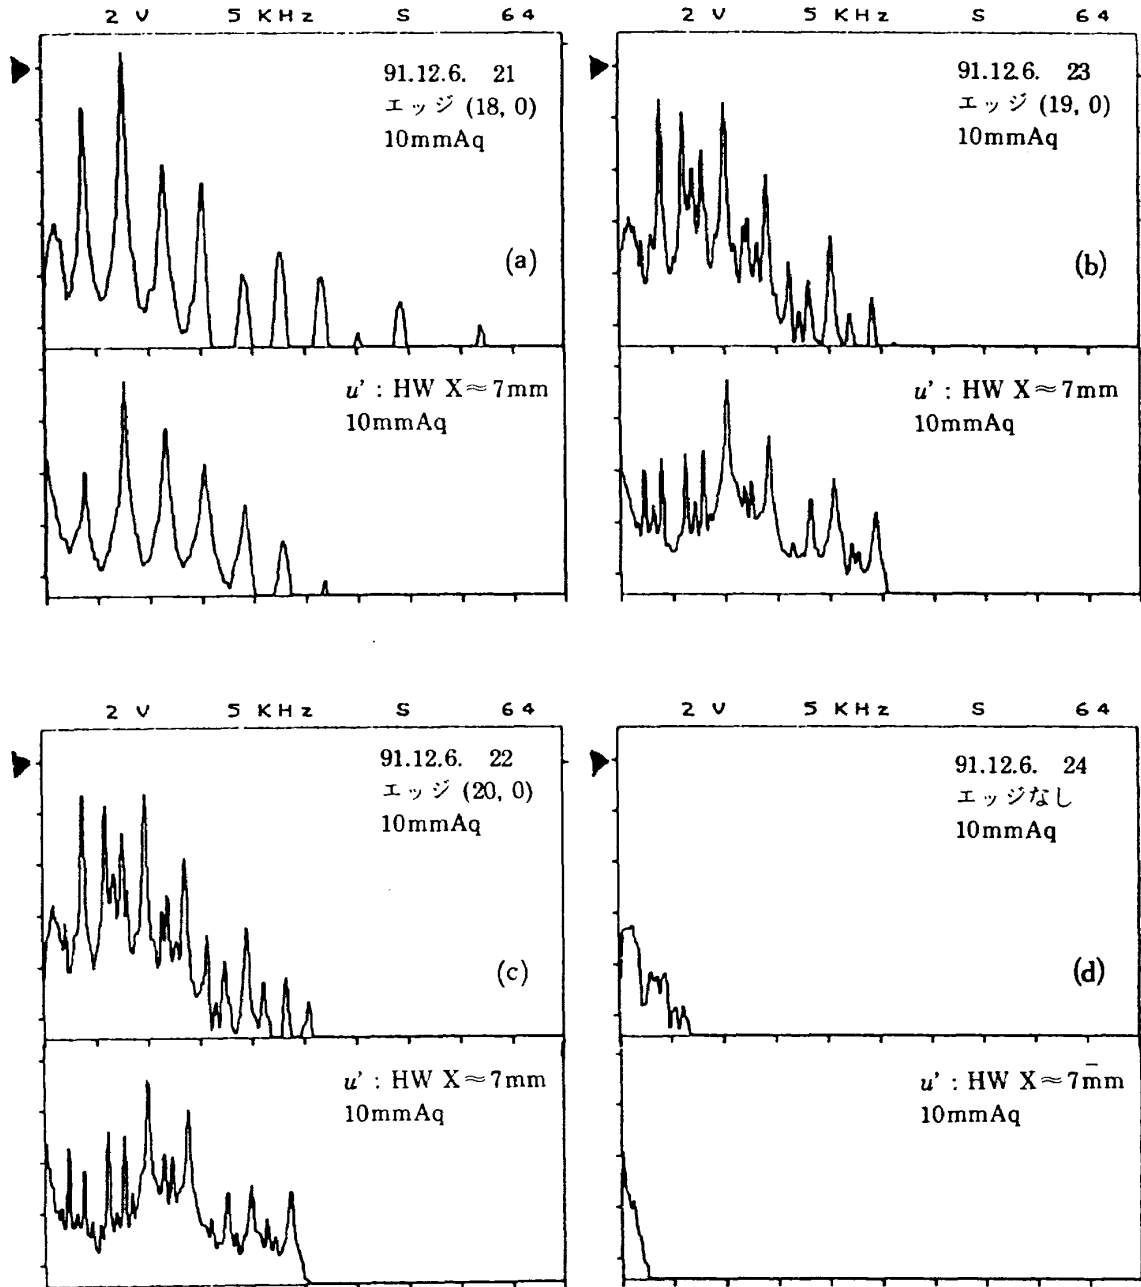 2 V 5 KHz S 64
91.12.6. 21
エッジ (18, 0)
10mmAq
(a)
u' : HW X≈7mm
10mmAq
2 V 5 KHz S 64
91.12.6. 23
エッジ (19, 0)
10mmAq
(b)
u' : HW X≈7mm
10mmAq
2 V 5 KHz S 64
91.12.6. 22
エッジ (20, 0)
10mmAq
(c)
u' : HW X≈7mm
10mmAq
2 V 5 KHz S 64
91.12.6. 24
エッジなし
10mmAq
(d)
u' : HW X≈7mm
10mmAq